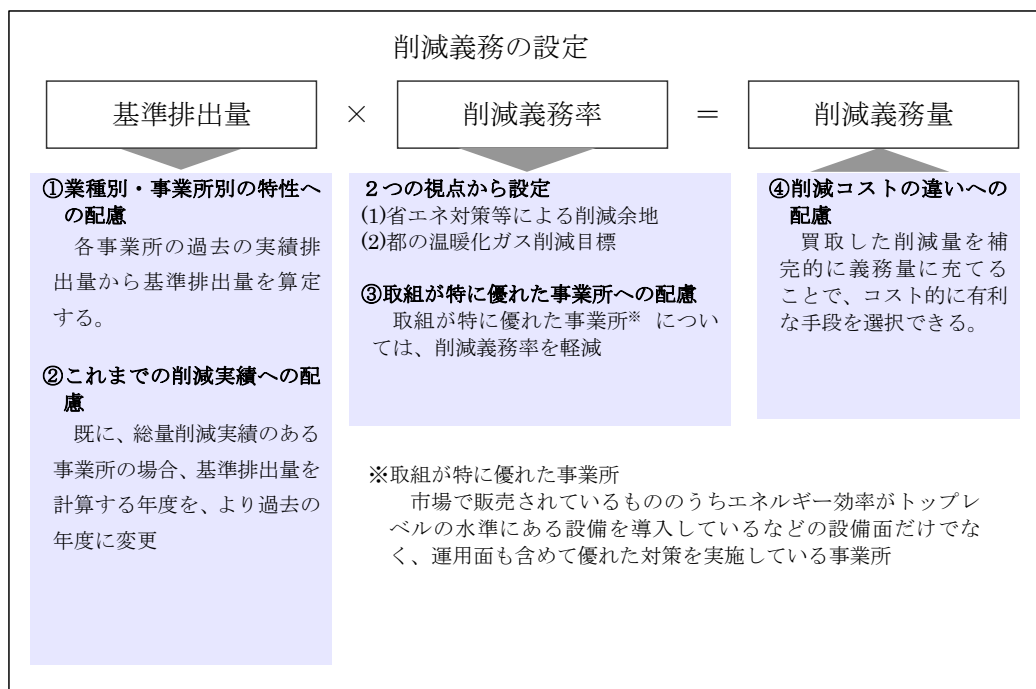 削減義務の設定
基準排出量 × 削減義務率 = 削減義務量
①業種別・事業所別の特性へ
の配慮
各事業所の過去の実績排
出量から基準排出量を算定
する。
②これまでの削減実績への配
慮
既に、総量削減実績のある
事業所の場合、基準排出量を
計算する年度を、より過去の
年度に変更
2つの視点から設定
(1)省エネ対策等による削減余地
(2)都の温暖化ガス削減目標
③取組が特に優れた事業所への配慮
取組が特に優れた事業所※ につい
ては、削減義務率を軽減
④削減コストの違いへの
配慮
買取した削減量を補
完的に義務量に充てる
ことで、コスト的に有利
な手段を選択できる。
※取組が特に優れた事業所
市場で販売されているもののうちエネルギー効率がトップレ
ベルの水準にある設備を導入しているなどの設備面だけでな
く、運用面も含めて優れた対策を実施している事業所